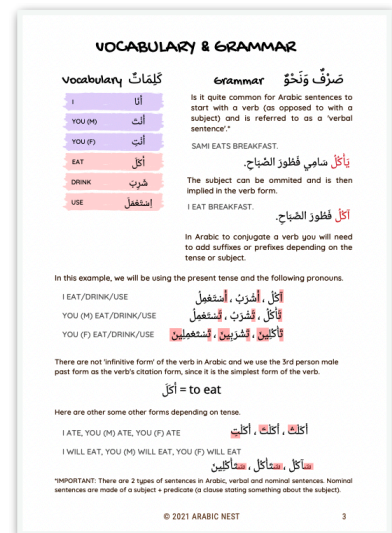 VOCABULARY & GRAMMAR
Vocabulary كَلِمَاتٌ
I أَنَا
YOU (M) أَنْتَ
YOU (F) أَنْتِ
EAT أَكَلَ
DRINK شَرِبَ
USE اِسْتَعْمَلَ
Grammar صَرْفٌ وَنَحْوٌ
Is it quite common for Arabic sentences to
start with a verb (as opposed to with a
subject) and is referred to as a 'verbal
sentence'.*
SAMI EATS BREAKFAST.
يَأْكُلُ سَامِي فَطُورَ الصَّبَاحِ.
The subject can be ommited and is then
implied in the verb form.
I EAT BREAKFAST.
آكُلُ فَطُورَ الصَّبَاحِ.
In Arabic to conjugate a verb you will need
to add suffixes or prefixes depending on the
tense or subject.
In this example, we will be using the present tense and the following pronouns.
I EAT/DRINK/USE آكُلُ ، أَشْرَبُ ، أَسْتَعْمِلُ
YOU (M) EAT/DRINK/USE تَأْكُلُ ، تَشْرَبُ ، تَسْتَعْمِلُ
YOU (F) EAT/DRINK/USE تَأْكُلِينَ ، تَشْرَبِينَ ، تَسْتَعْمِلِينَ
There are not 'infinitive form' of the verb in Arabic and we use the 3rd person male
past form as the verb's citation form, since it is the simplest form of the verb.
أَكَلَ = to eat
Here are other some other forms depending on tense.
I ATE, YOU (M) ATE, YOU (F) ATE أَكَلْتُ ، أَكَلْتَ ، أَكَلْتِ
I WILL EAT, YOU (M) WILL EAT, YOU (F) WILL EAT
سَآكُلُ ، سَتَأْكُلُ ، سَتَأْكُلِينَ
*IMPORTANT: There are 2 types of sentences in Arabic, verbal and nominal sentences. Nominal
sentences are made of a subject + predicate (a clause stating something about the subject).
© 2021 ARABIC NEST 3